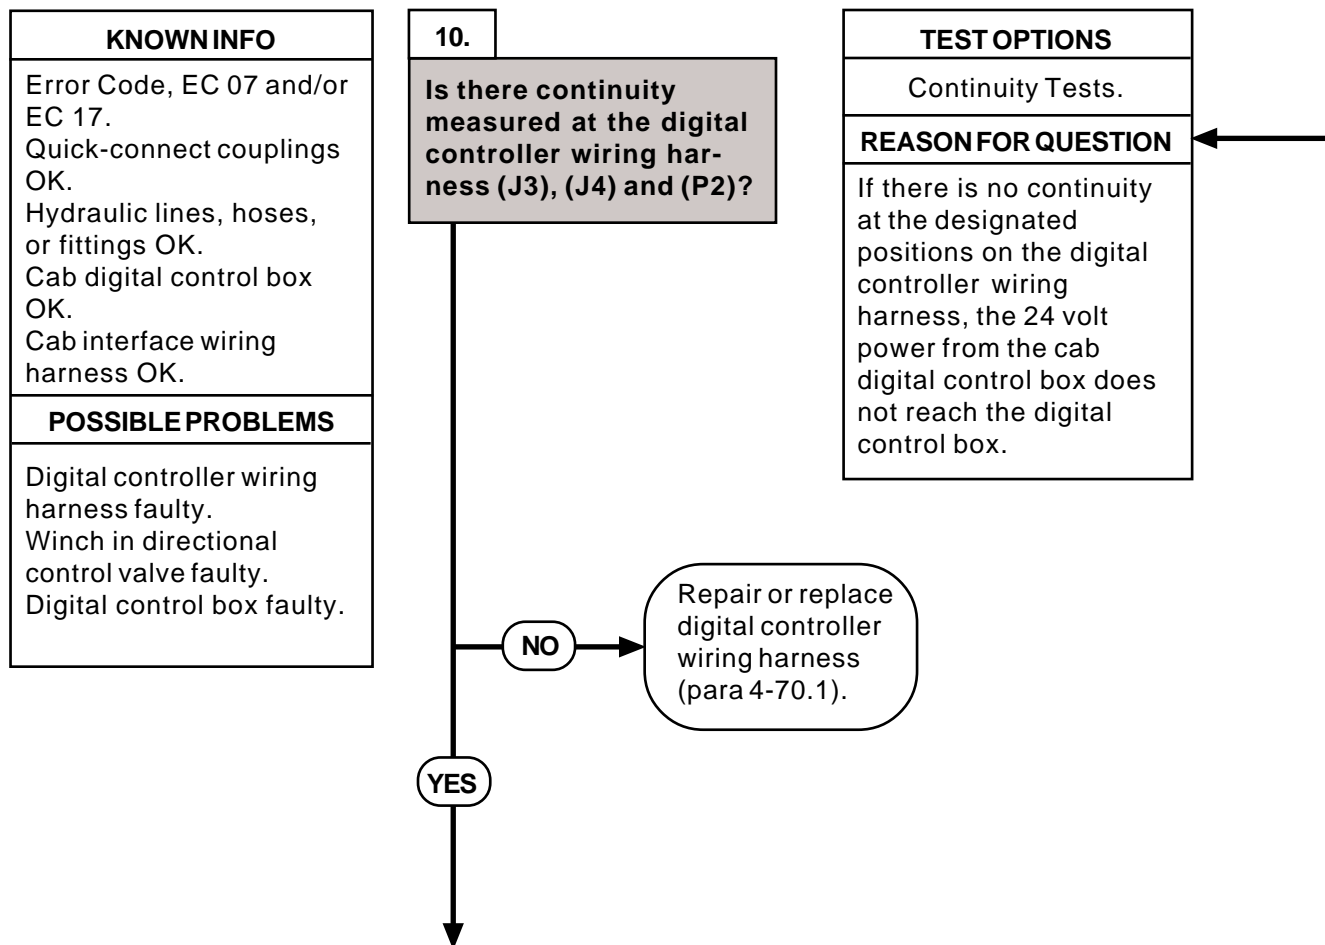 KNOWN INFO
Error Code, EC 07 and/or
EC 17.
Quick-connect couplings
OK.
Hydraulic lines, hoses,
or fittings OK.
Cab digital control box
OK.
Cab interface wiring
harness OK.
POSSIBLE PROBLEMS
Digital controller wiring
harness faulty.
Winch in directional
control valve faulty.
Digital control box faulty.
10.
Is there continuity
measured at the digital
controller wiring har-
ness (J3), (J4) and (P2)?
TEST OPTIONS
Continuity Tests.
REASON FOR QUESTION
If there is no continuity
at the designated
positions on the digital
controller wiring
harness, the 24 volt
power from the cab
digital control box does
not reach the digital
control box.
NO
Repair or replace
digital controller
wiring harness
(para 4-70.1).
YES